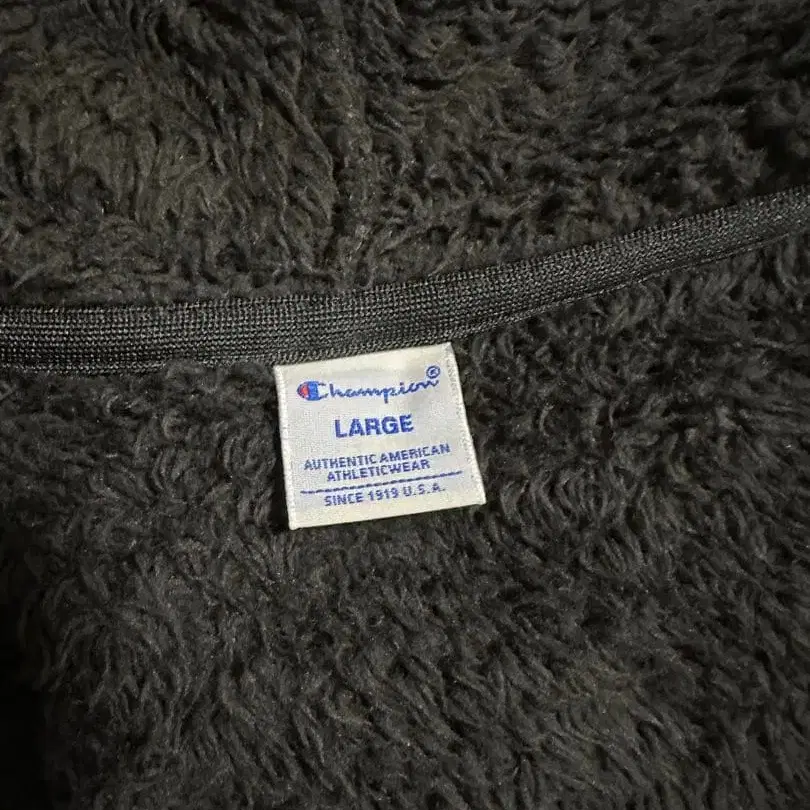 Champion®
LARGE
AUTHENTIC AMERICAN
ATHLETICWEAR
SINCE 1919 U.S.A.